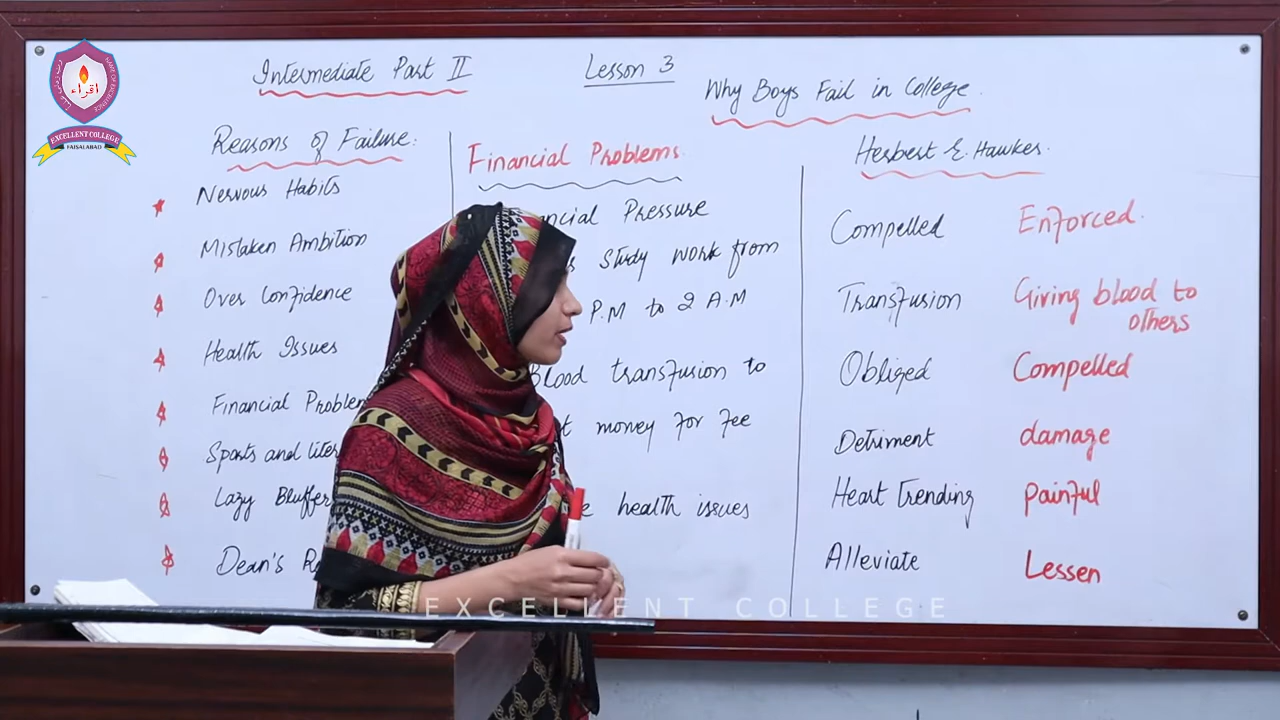 Intermediate Part II
Lesson 3
Why Boys Fail in College.
Reasons of Failure:
Nervous Habits
Mistaken Ambition
Over Confidence
Health Issues
Financial
Sports and
Lazy Bluffer
Dean's
Financial Problems
Pressure
study work from
P.M to 2 A.M
Blood transfusion to
money for fee
health issues
Herbert E. Hawkes.
Compelled Enforced.
Transfusion Giving blood to
others
Obliged Compelled
Detriment damage
Heart Trending painful
Alleviate Lessen
اقراء
EXCELLENT COLLEGE
FAISALABAD
EXCELLENT COLLEGE